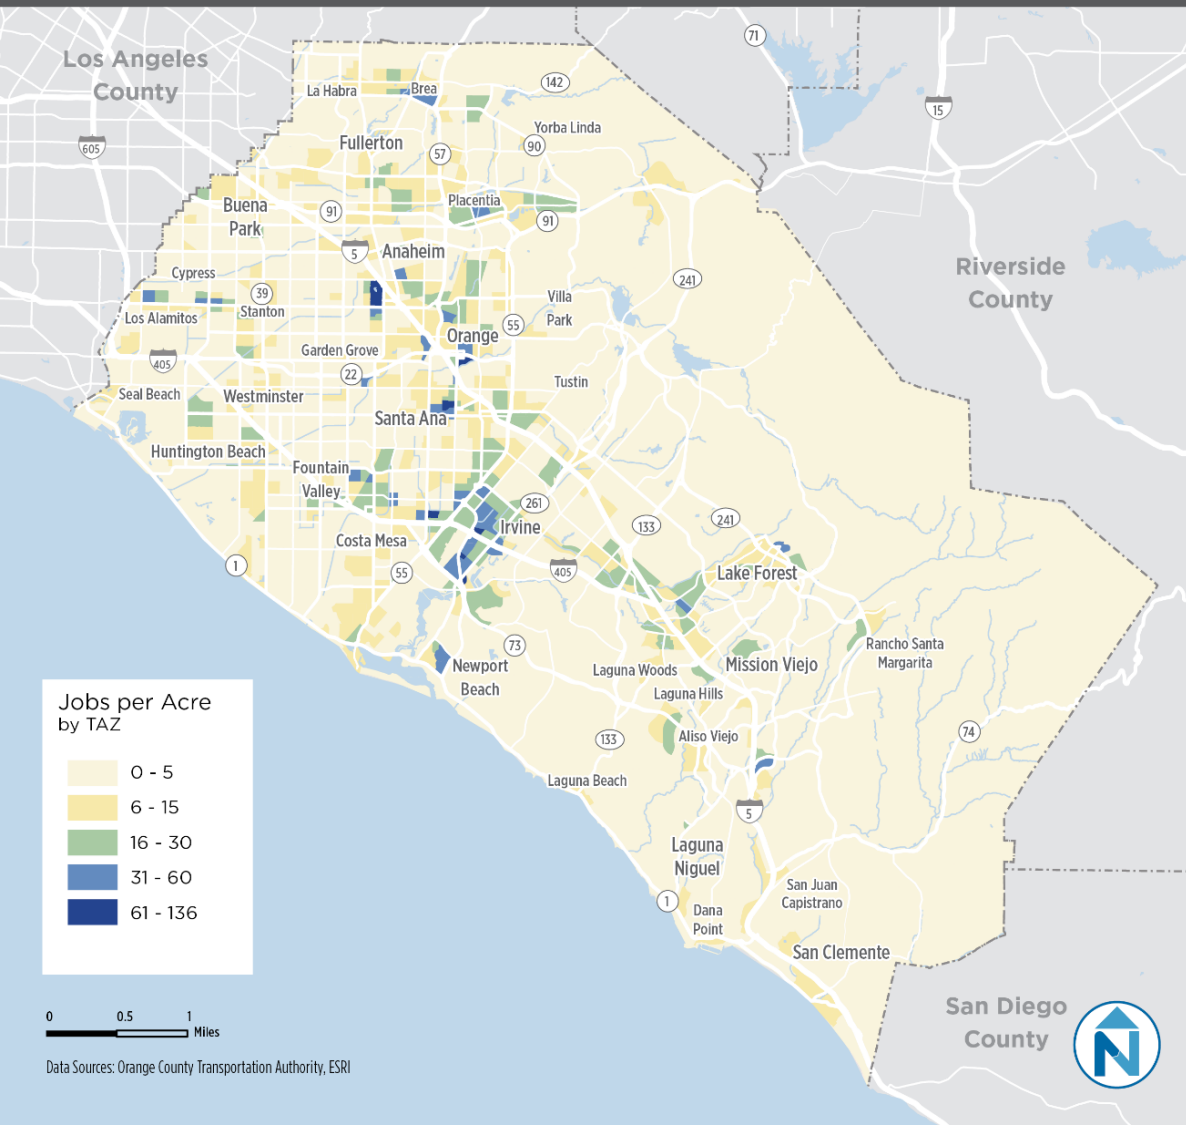 Los Angeles
County
71
142
15
La Habra
Brea
605
Yorba Linda
Fullerton
57
90
Buena
Park
91
Placentia
91
5
Anaheim
Riverside
County
Cypress
39
241
Villa
Park
Los Alamitos
Stanton
55
Orange
405
Garden Grove
22
Tustin
Seal Beach
Westminster
Santa Ana
Huntington Beach
Fountain
Valley
261
Irvine
133
241
Costa Mesa
1
55
405
Lake Forest
73
Rancho Santa
Margarita
Newport
Beach
Laguna Woods
Mission Viejo
Laguna Hills
133
Aliso Viejo
74
Laguna Beach
5
Laguna
Niguel
San Juan
Capistrano
1
Dana
Point
San Clemente
San Diego
County
N
Jobs per Acre
by TAZ
0 - 5
6 - 15
16 - 30
31 - 60
61 - 136
0 0.5 1
Miles
Data Sources: Orange County Transportation Authority, ESRI